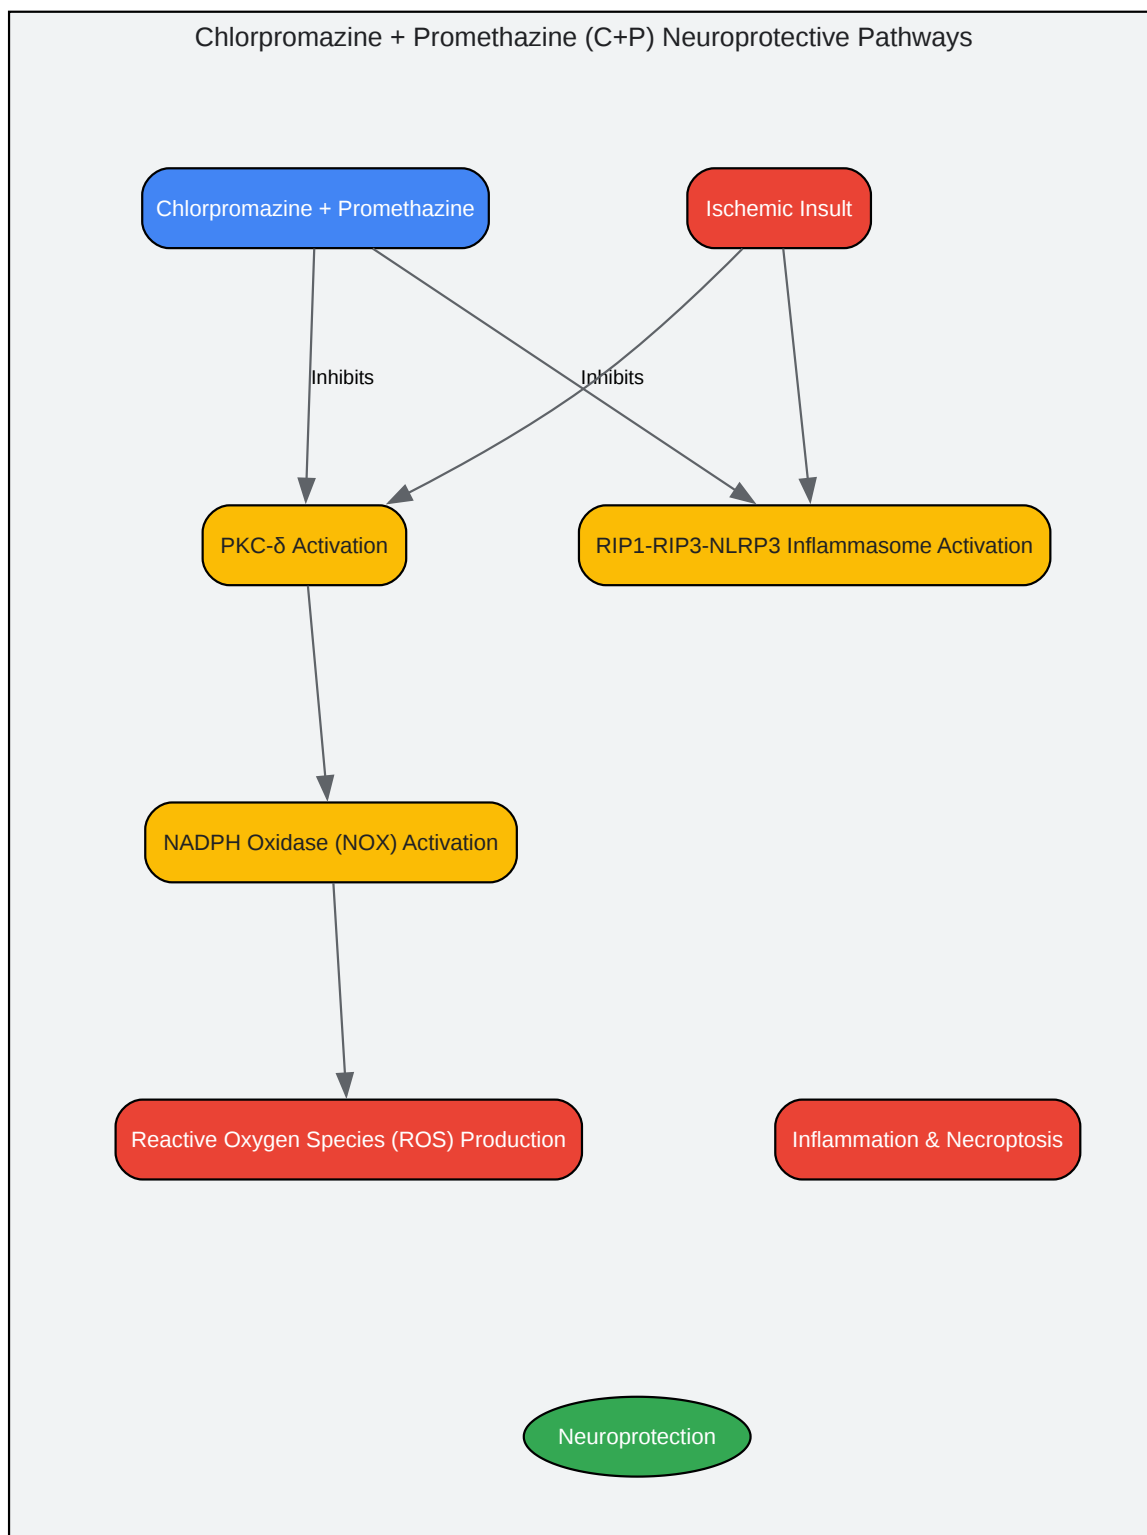 Chlorpromazine + Promethazine (C+P) Neuroprotective Pathways
Chlorpromazine + Promethazine
Ischemic Insult
Inhibits
Inhibits
PKC-δ Activation
RIP1-RIP3-NLRP3 Inflammasome Activation
NADPH Oxidase (NOX) Activation
Reactive Oxygen Species (ROS) Production
Inflammation & Necroptosis
Neuroprotection